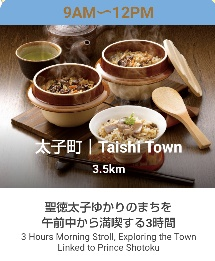 9AM〜12PM
太子町｜Taishi Town
3.5km
聖徳太子ゆかりのまちを
午前中から満喫する3時間
3 Hours Morning Stroll, Exploring the Town
Linked to Prince Shotoku